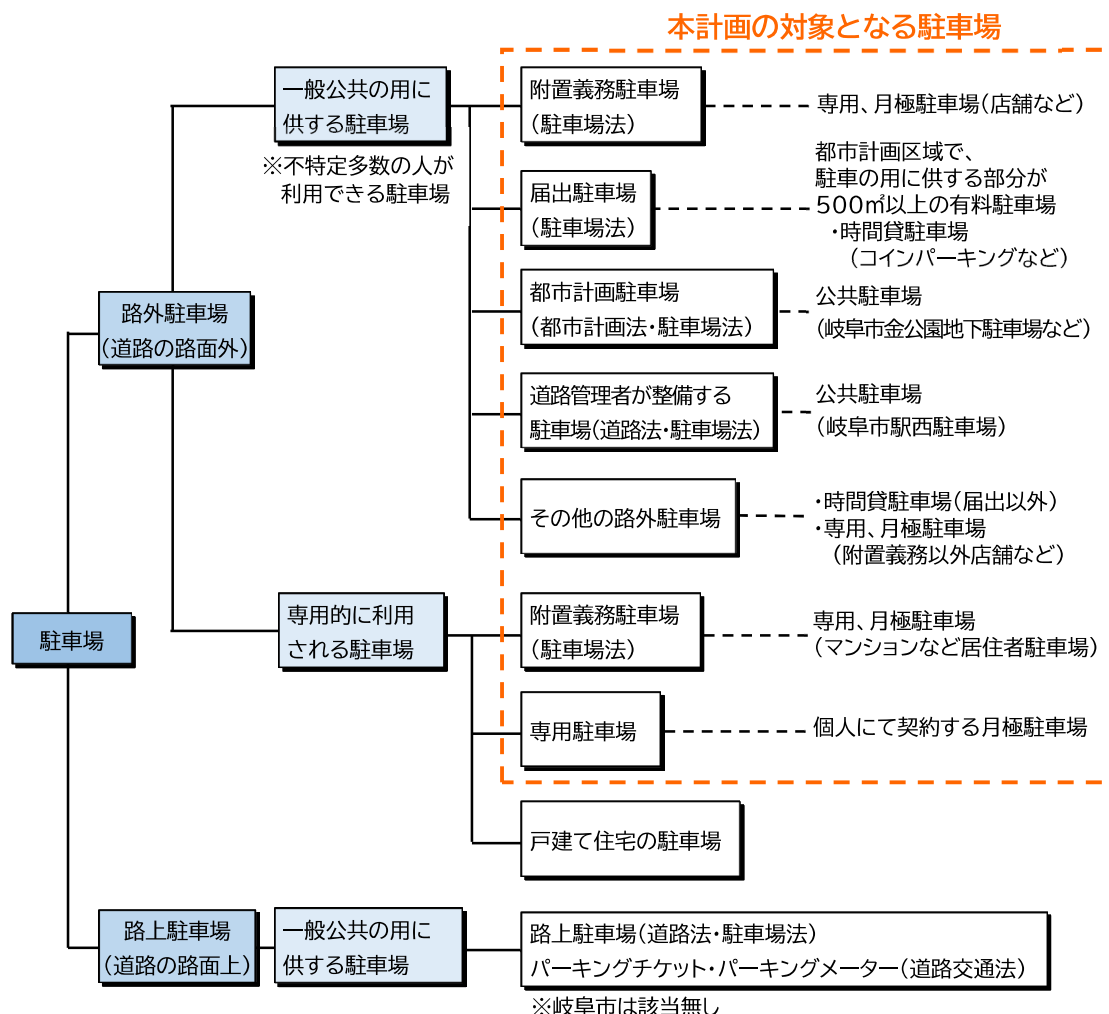 本計画の対象となる駐車場
一般公共の用に
供する駐車場
※不特定多数の人が
利用できる駐車場
附置義務駐車場
(駐車場法)
専用、月極駐車場(店舗など)
届出駐車場
(駐車場法)
都市計画区域で、
駐車の用に供する部分が
500㎡以上の有料駐車場
・時間貸駐車場
(コインパーキングなど)
路外駐車場
(道路の路面外)
都市計画駐車場
(都市計画法・駐車場法)
公共駐車場
(岐阜市金公園地下駐車場など)
道路管理者が整備する
駐車場(道路法・駐車場法)
公共駐車場
(岐阜市駅西駐車場)
その他の路外駐車場
・時間貸駐車場(届出以外)
・専用、月極駐車場
(附置義務以外店舗など)
駐車場
専用的に利用
される駐車場
附置義務駐車場
(駐車場法)
専用、月極駐車場
(マンションなど居住者駐車場)
専用駐車場
個人にて契約する月極駐車場
戸建て住宅の駐車場
路上駐車場
(道路の路面上)
一般公共の用に
供する駐車場
路上駐車場(道路法・駐車場法)
パーキングチケット・パーキングメーター(道路交通法)
※岐阜市は該当無し